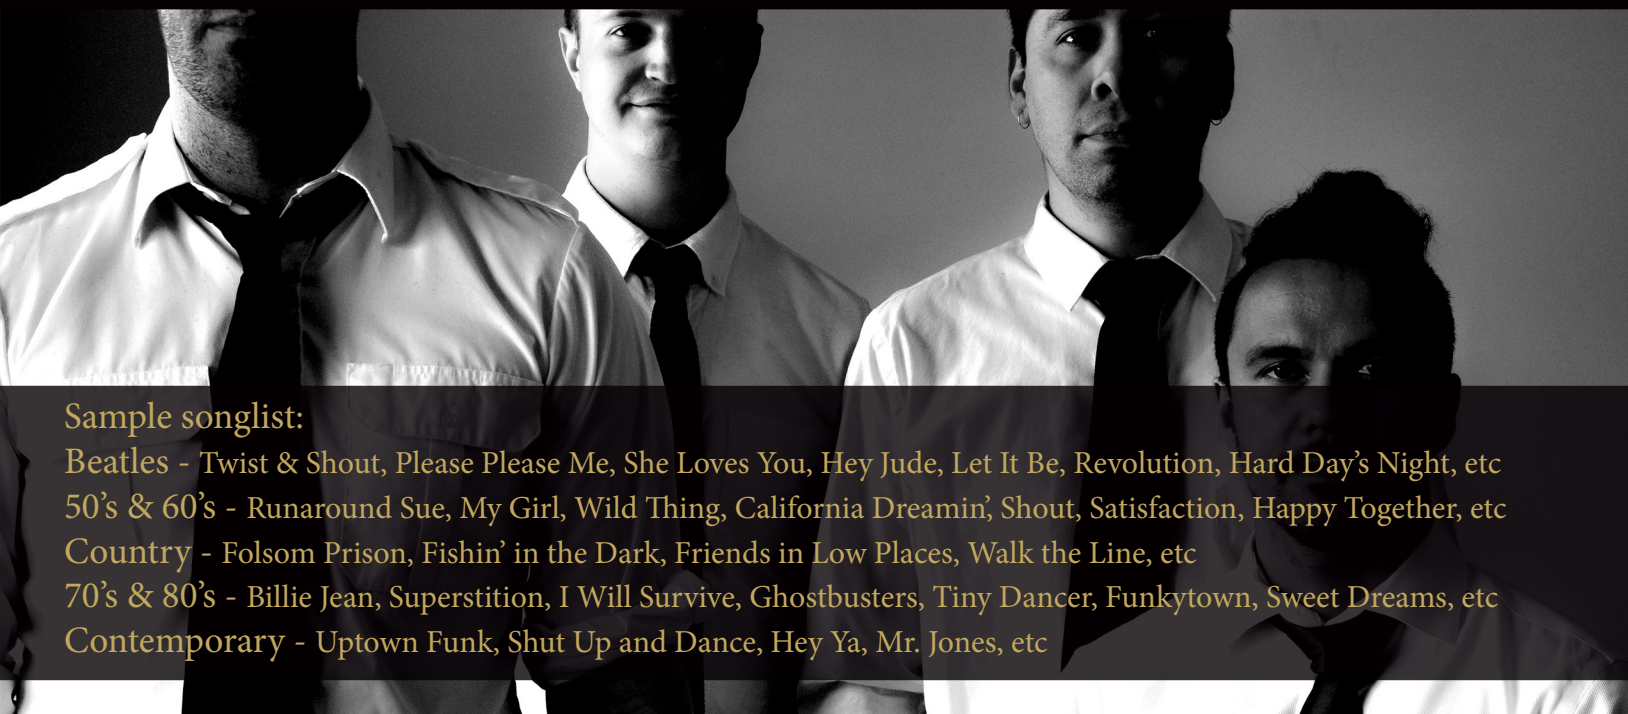 Sample songlist:
Beatles - Twist & Shout, Please Please Me, She Loves You, Hey Jude, Let It Be, Revolution, Hard Day’s Night, etc
50’s & 60’s - Runaround Sue, My Girl, Wild Thing, California Dreamin’, Shout, Satisfaction, Happy Together, etc
Country - Folsom Prison, Fishin’ in the Dark, Friends in Low Places, Walk the Line, etc
70’s & 80’s - Billie Jean, Superstition, I Will Survive, Ghostbusters, Tiny Dancer, Funkytown, Sweet Dreams, etc
Contemporary - Uptown Funk, Shut Up and Dance, Hey Ya, Mr. Jones, etc